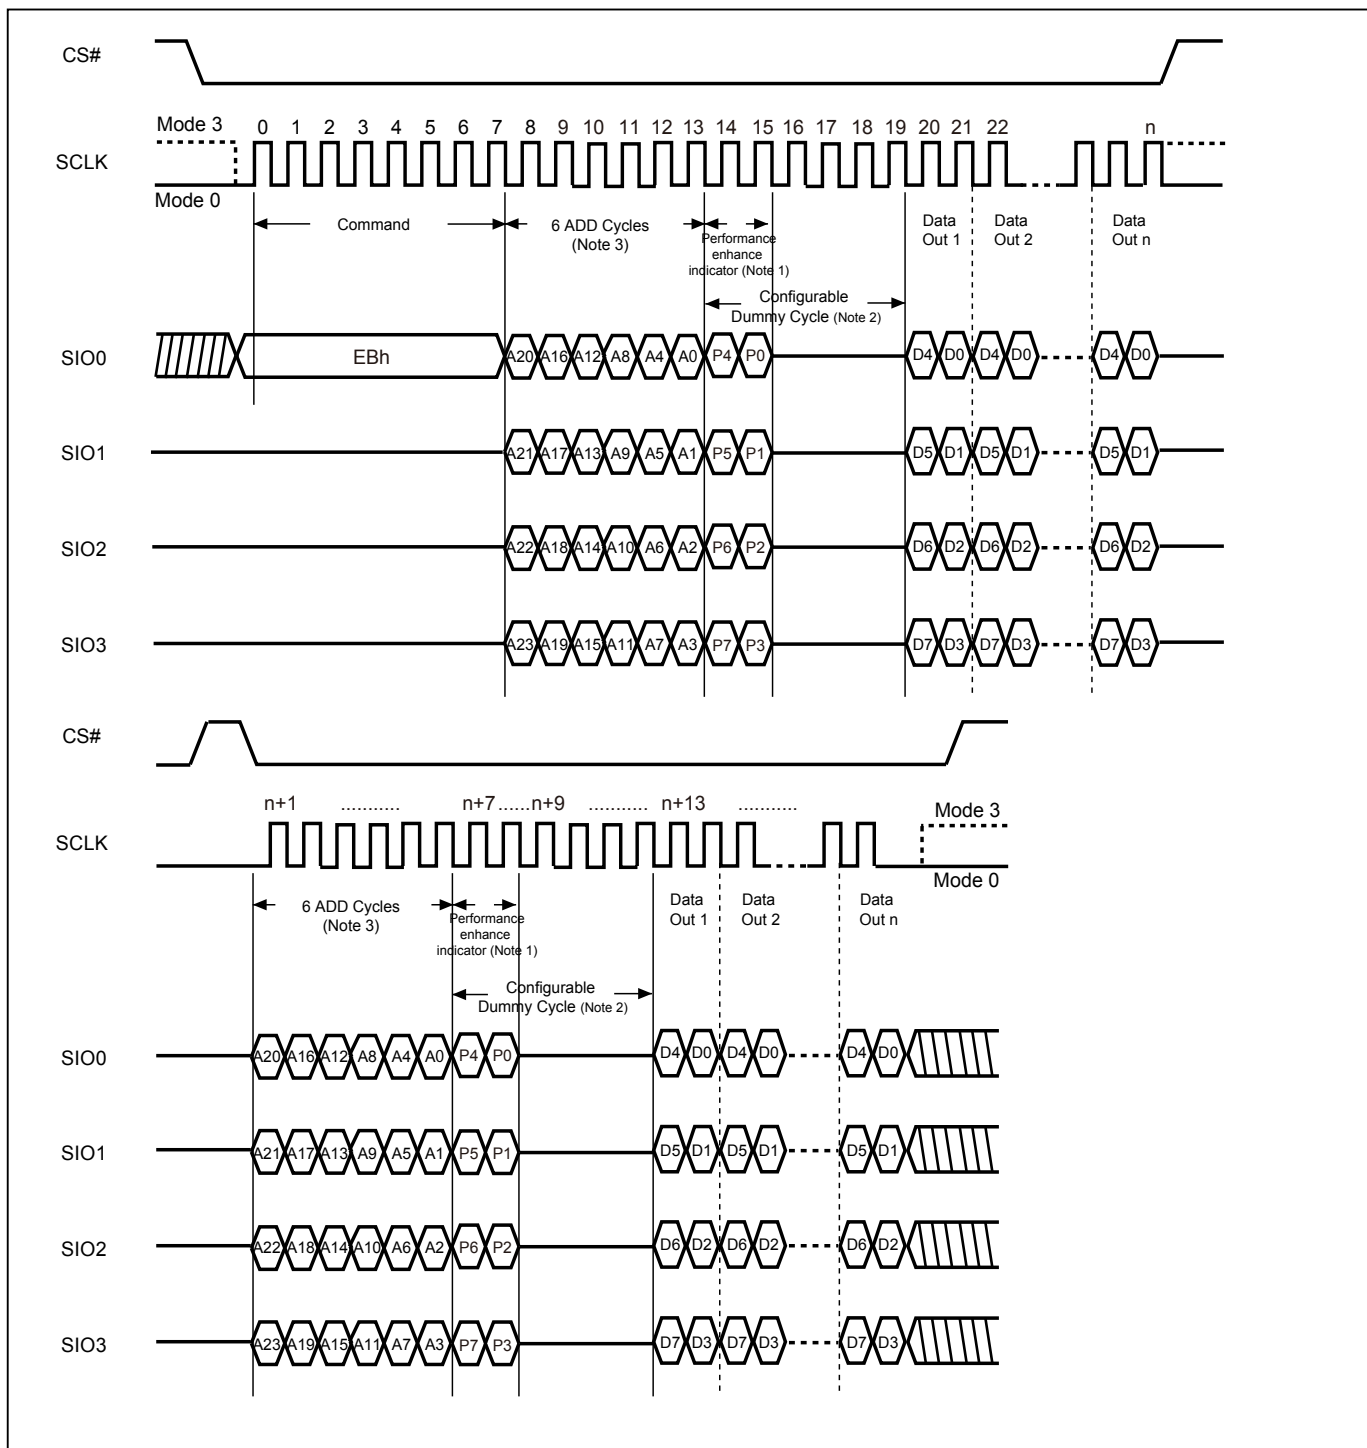 CS#
Mode 3
0 1 2 3 4 5 6 7 8 9 10 11 12 13 14 15 16 17 18 19 20 21 22 n
SCLK
Mode 0
Command
6 ADD Cycles
(Note 3)
Performance
enhance
indicator (Note 1)
Data
Out 1
Data
Out 2
Data
Out n
Configurable
Dummy Cycle (Note 2)
SIO0 EBh A20 A16 A12 A8 A4 A0 P4 P0 D4 D0 D4 D0 D4 D0
SIO1 A21 A17 A13 A9 A5 A1 P5 P1 D5 D1 D5 D1 D5 D1
SIO2 A22 A18 A14 A10 A6 A2 P6 P2 D6 D2 D6 D2 D6 D2
SIO3 A23 A19 A15 A11 A7 A3 P7 P3 D7 D3 D7 D3 D7 D3
CS#
n+1 ........... n+7 ......n+9 ........... n+13 ...........
Mode 3
SCLK
Mode 0
6 ADD Cycles
(Note 3)
Performance
enhance
indicator (Note 1)
Data
Out 1
Data
Out 2
Data
Out n
Configurable
Dummy Cycle (Note 2)
SIO0 A20 A16 A12 A8 A4 A0 P4 P0 D4 D0 D4 D0 D4 D0
SIO1 A21 A17 A13 A9 A5 A1 P5 P1 D5 D1 D5 D1 D5 D1
SIO2 A22 A18 A14 A10 A6 A2 P6 P2 D6 D2 D6 D2 D6 D2
SIO3 A23 A19 A15 A11 A7 A3 P7 P3 D7 D3 D7 D3 D7 D3